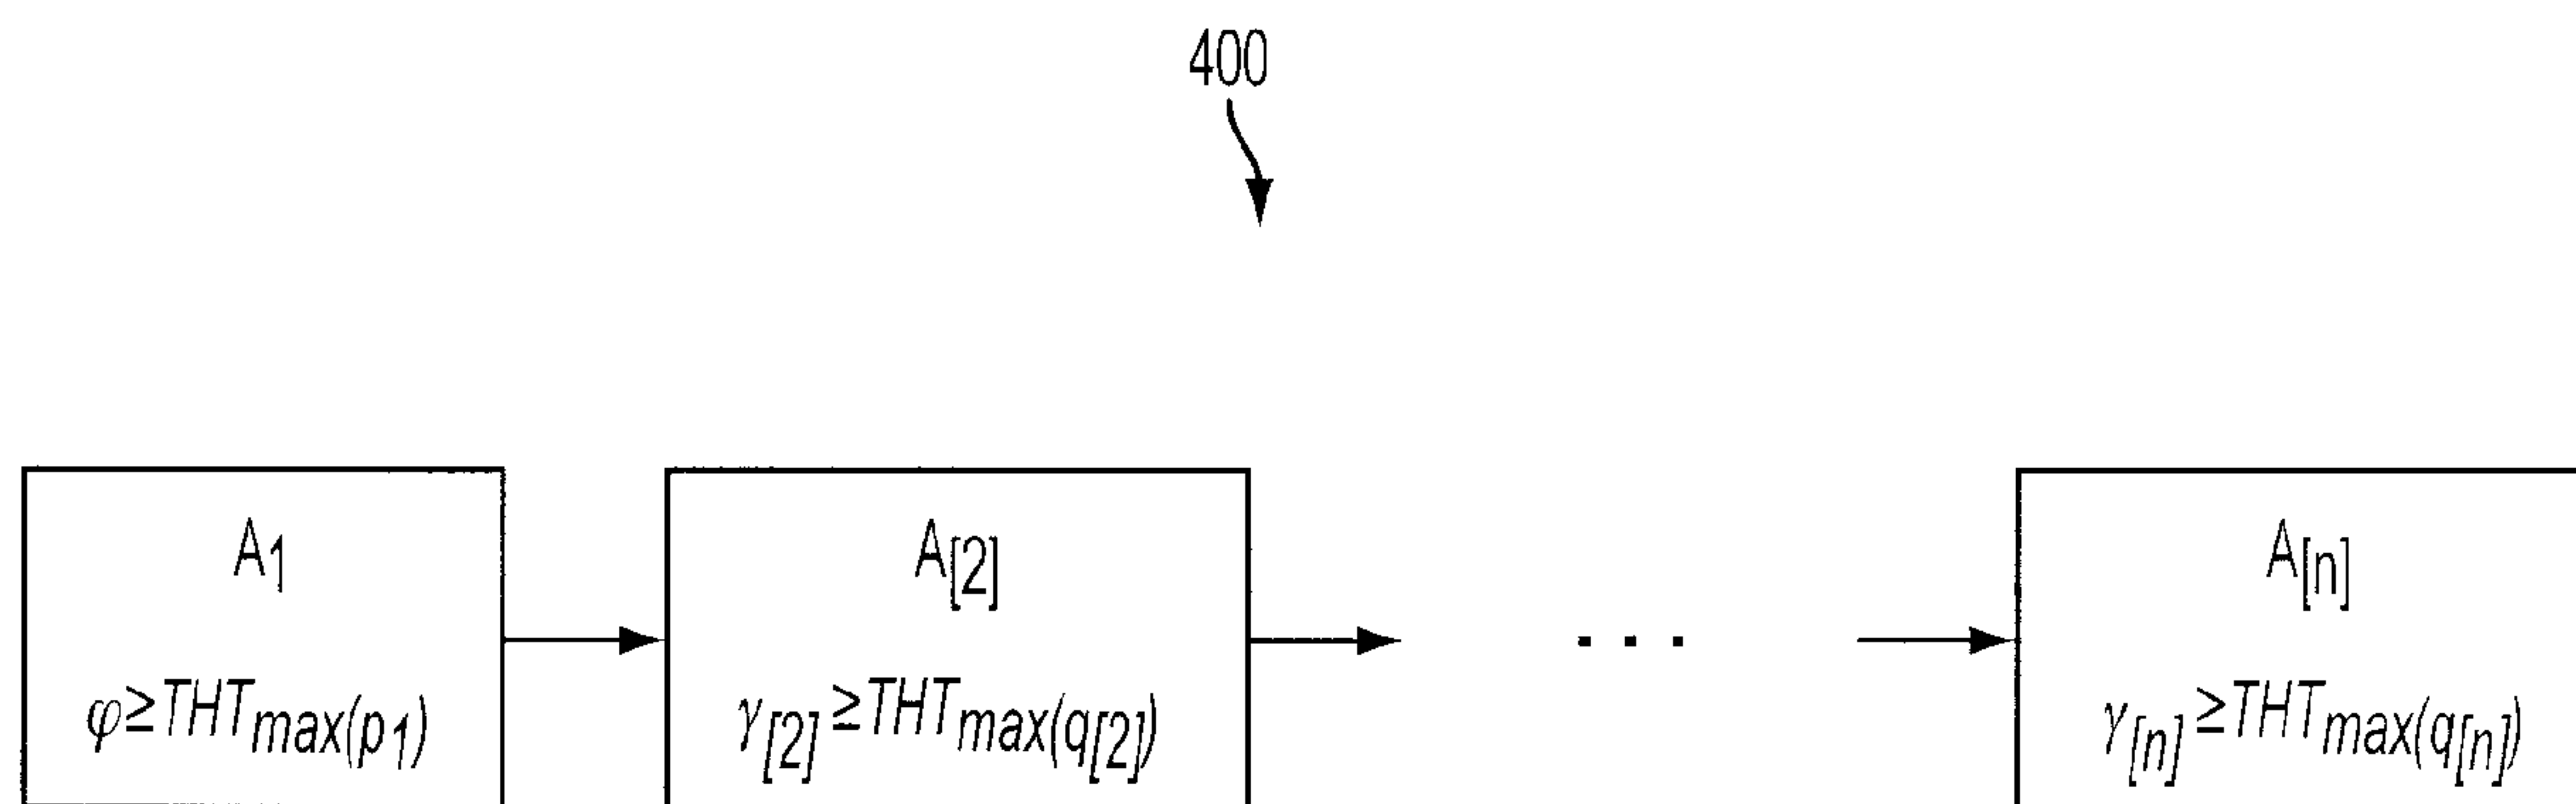 400
A1
φ≥THTmax(p1)
A[2]
γ[2]≥THTmax(q[2])
. . .
A[n]
γ[n]≥THTmax(q[n])